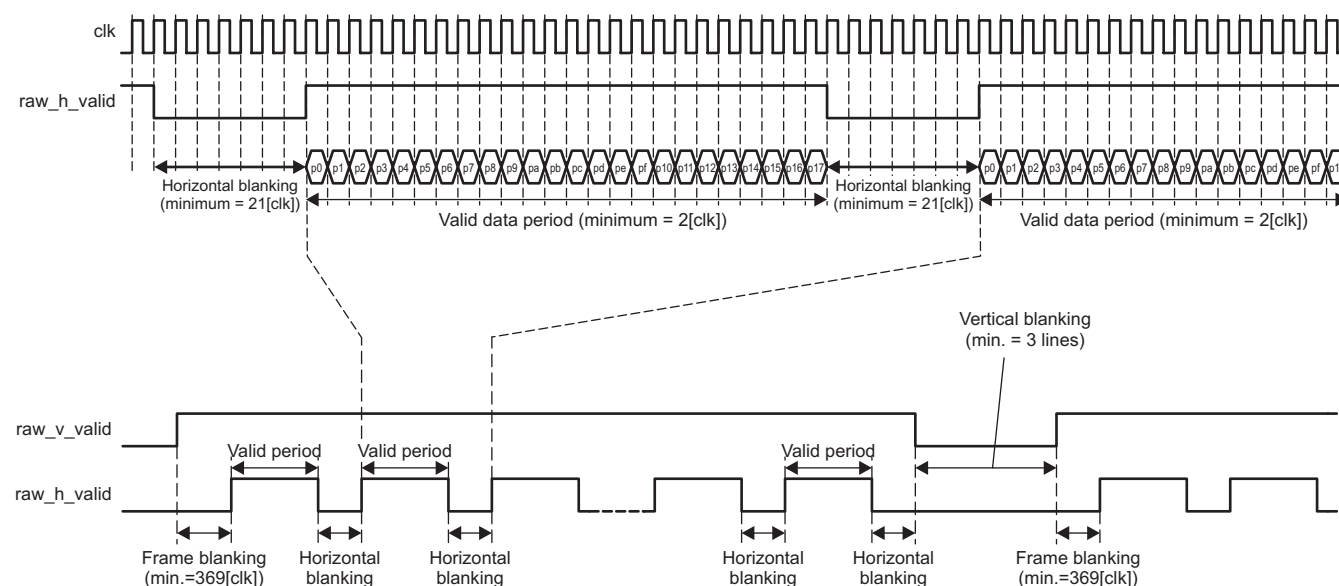 clk
raw_h_valid
p0 p1 p2 p3 p4 p5 p6 p7 p8 p9 pa pb pc pd pe pf p10 p11 p12 p13 p14 p15 p16 p17
p0 p1 p2 p3 p4 p5 p6 p7 p8 p9 pa pb pc pd pe pf
Horizontal blanking
(minimum = 21[clk])
Valid data period (minimum = 2[clk])
Horizontal blanking
(minimum = 21[clk])
Valid data period (minimum = 2[clk])
Vertical blanking
(min. = 3 lines)
raw_v_valid
Valid period
Valid period
Valid period
raw_h_valid
Frame blanking
(min.=369[clk])
Horizontal
blanking
Horizontal
blanking
Horizontal
blanking
Horizontal
blanking
Frame blanking
(min.=369[clk])